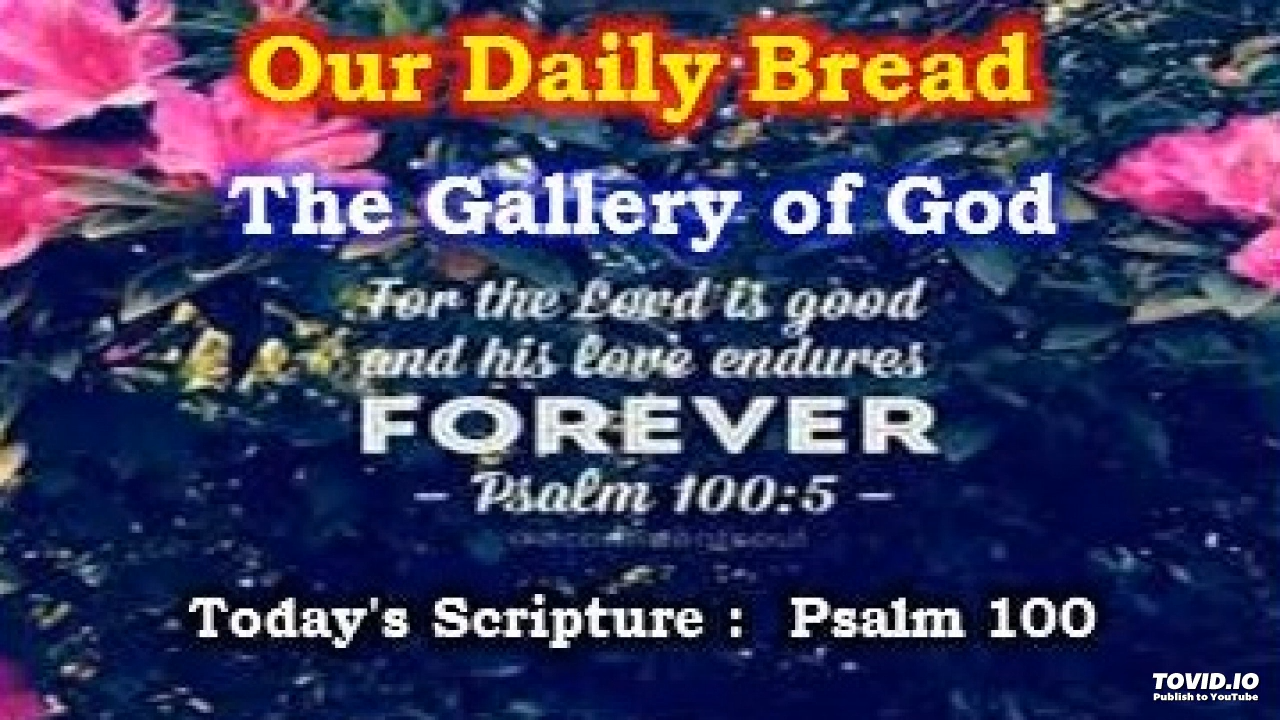 Our Daily Bread
The Gallery of God
For the Lord is good
and his love endures
FOREVER
– Psalm 100:5 –
Today's Scripture : Psalm 100
TOVID.IO
Publish to YouTube